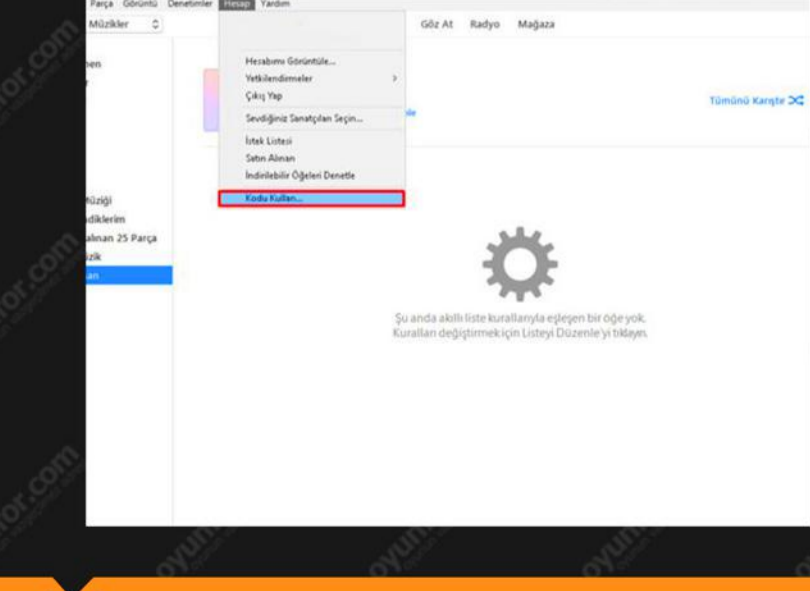 Parça Görüntü Denetimler Hesap Yardım
Müzikler Göz At Radyo Mağaza
Hesabımı Görüntüle...
Yetkilendirmeler
Çıkış Yap
Sevdiğiniz Sanatçıları Seçin...
İstek Listesi
Satın Alınan
İndirilebilir Öğeleri Denetle
Kodu Kullan...
Tümünü Karıştır
Müziği
alınan 25 Parça
Şu anda akıllı liste kurallarıyla eşleşen bir öğe yok.
Kuralları değiştirmek için Listeyi Düzenle'yi tıklayın.